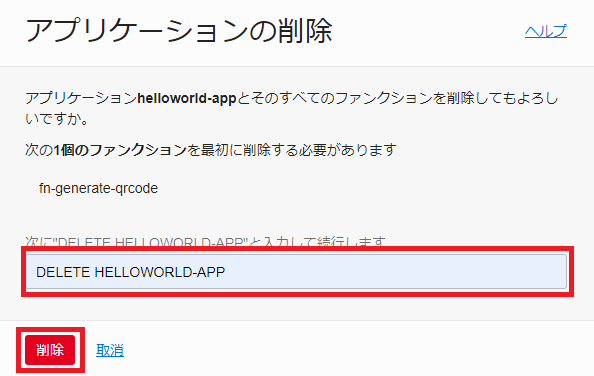 アプリケーションの削除
ヘルプ
アプリケーションhelloworld-appとそのすべてのファンクションを削除してもよろし
いですか。
次の1個のファンクションを最初に削除する必要があります
fn-generate-qrcode
次に"DELETE HELLOWORLD-APP"と入力して続行します
DELETE HELLOWORLD-APP
削除
取消